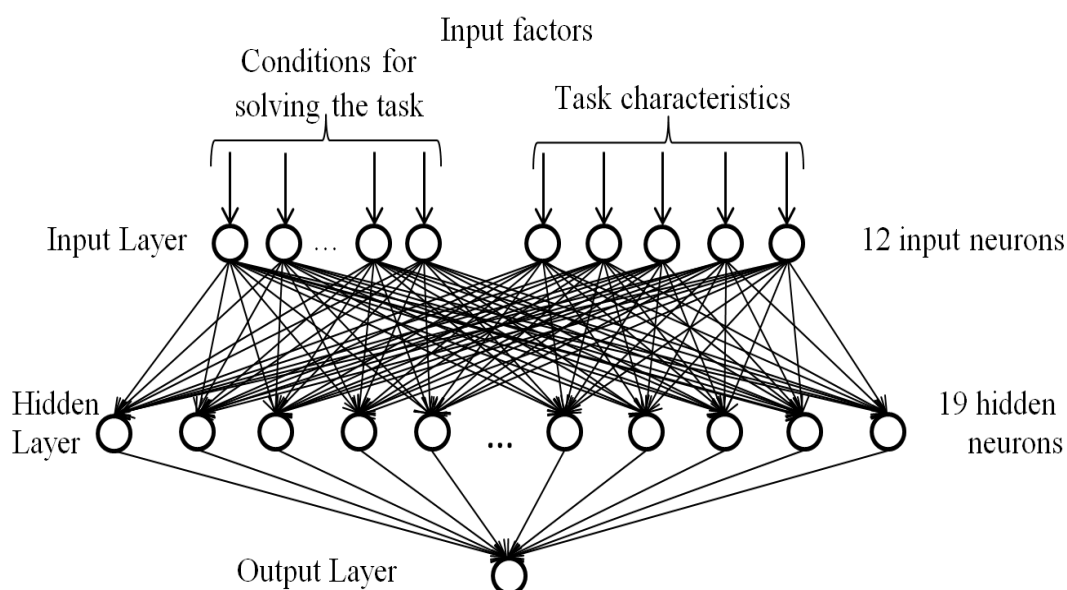 Input factors
Conditions for
solving the task
Task characteristics
Input Layer
...
12 input neurons
Hidden
Layer
...
19 hidden
neurons
Output Layer